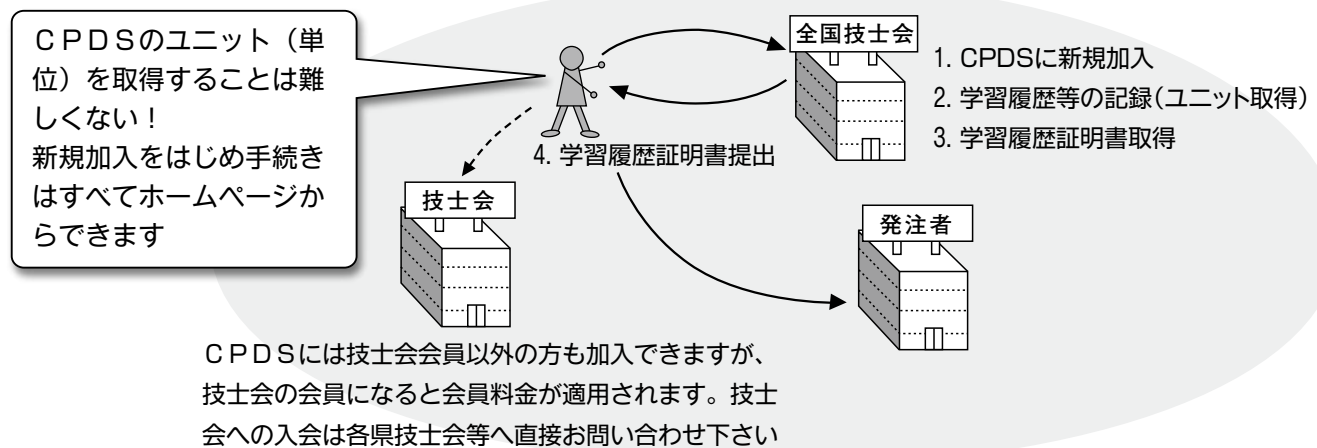 ＣＰＤＳのユニット（単
位）を取得することは難
しくない！
新規加入をはじめ手続き
はすべてホームページか
らできます
全国技士会
1. CPDSに新規加入
2. 学習履歴等の記録（ユニット取得）
3. 学習履歴証明書取得
4. 学習履歴証明書提出
技士会
発注者
ＣＰＤＳには技士会会員以外の方も加入できますが、
技士会の会員になると会員料金が適用されます。技士
会への入会は各県技士会等へ直接お問い合わせ下さい